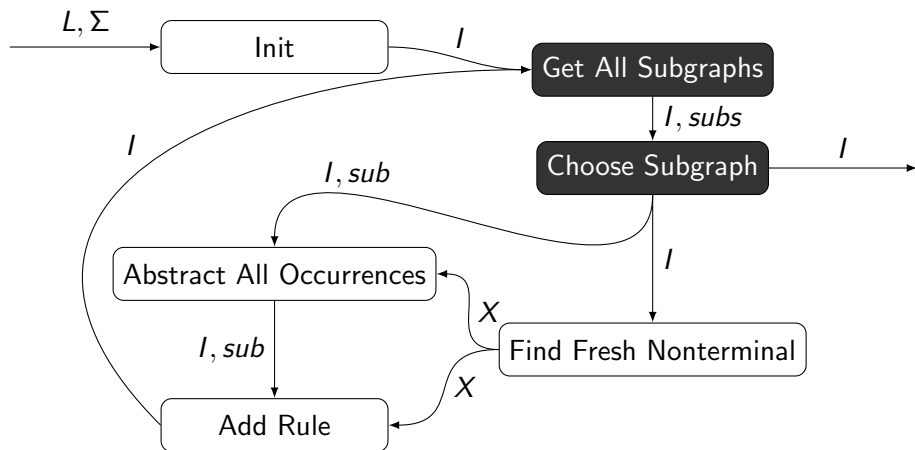 L, Σ
Init
I
Get All Subgraphs
I
I, subs
Choose Subgraph
I
I, sub
Abstract All Occurrences
I
X
Find Fresh Nonterminal
I, sub
X
Add Rule